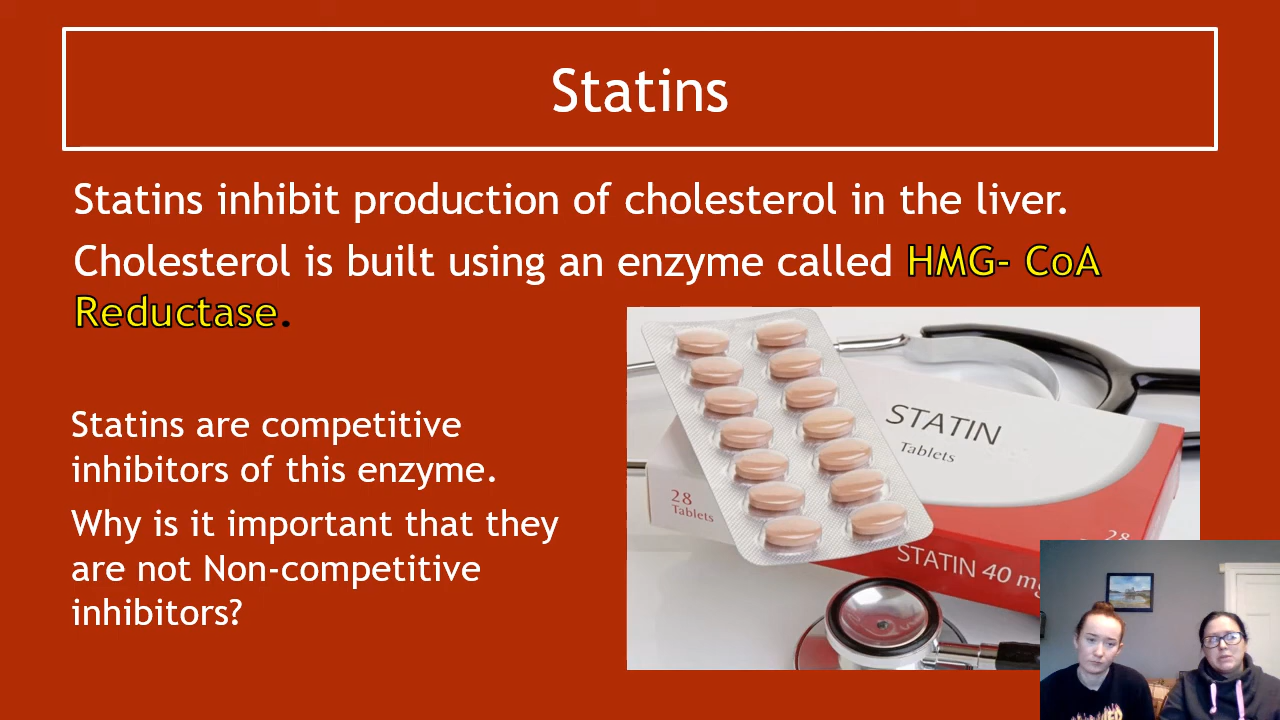 Statins
Statins inhibit production of cholesterol in the liver.
Cholesterol is built using an enzyme called HMG- CoA
Reductase.
Statins are competitive
inhibitors of this enzyme.
Why is it important that they
are not Non-competitive
inhibitors?
STATIN
Tablets
28
Tablets
28
STATIN 40 mg